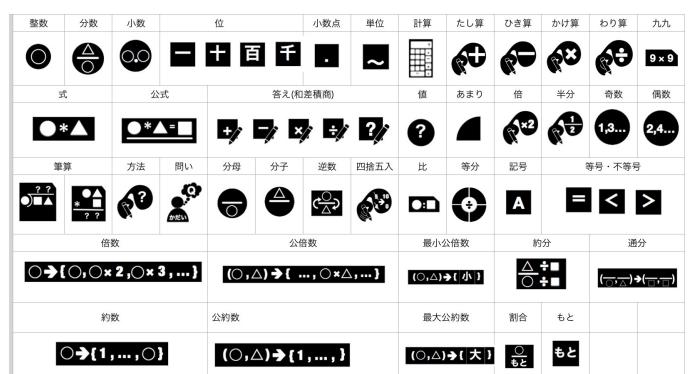 整数 分数 小数 位 小数点 単位 計算 たし算 ひき算 かけ算 わり算 九九
○ △ ○ ○.○ 一 十 百 千 . ~ + − × ÷ 9×9
式 公式 答え(和差積商) 値 あまり 倍 半分 奇数 偶数
●*▲ ●*▲=■ + − × ÷ ? ? ×2 1/2 1,3... 2,4...
筆算 方法 問い 分母 分子 逆数 四捨五入 比 等分 記号 等号・不等号
? ? ? かだい Q ○ △ △ ○ ●:■ ÷ A = < >
倍数 公倍数 最小公倍数 約分 通分
○➔{○,○×2,○×3,...} (○,△)➔{ ...,○×△,...} (○,△)➔{ 小 } △÷■ ○÷■ ( ○,△)➔( □,□)
約数 公約数 最大公約数 割合 もと
○➔{1,...,○} (○,△)➔{1,...,} (○,△)➔{ 大 } ○ もと もと